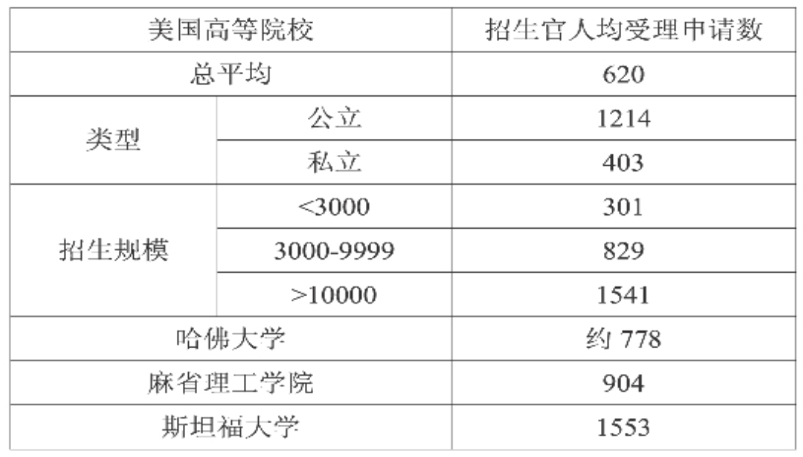 美国高等院校 招生官人均受理申请数
总平均 620
类型 公立 1214
私立 403
招生规模 <3000 301
3000-9999 829
>10000 1541
哈佛大学 约 778
麻省理工学院 904
斯坦福大学 1553